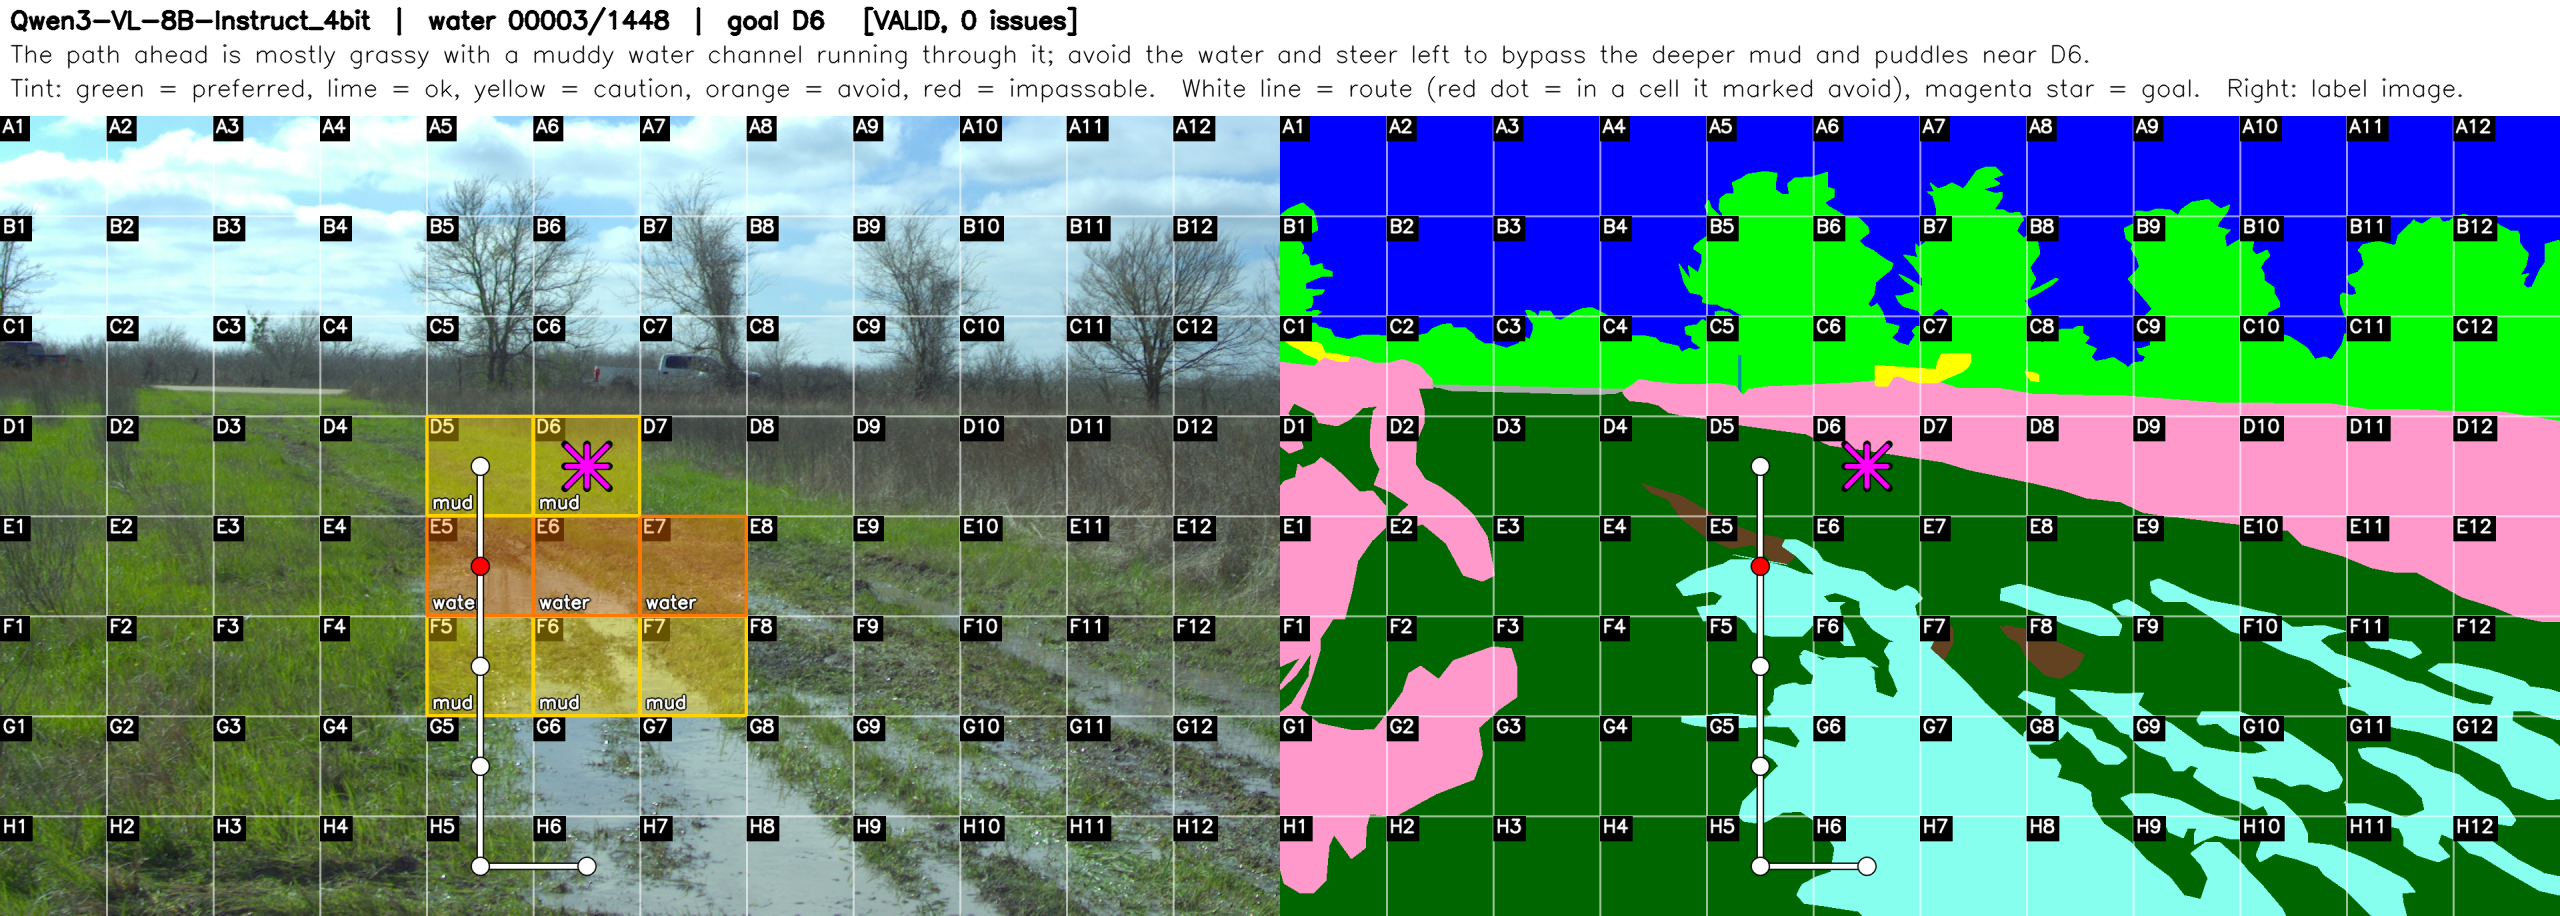 Qwen3-VL-8B-Instruct_4bit | water 00003/1448 | goal D6 [VALID, 0 issues]
The path ahead is mostly grassy with a muddy water channel running through it; avoid the water and steer left to bypass the deeper mud and puddles near D6.
Tint: green = preferred, lime = ok, yellow = caution, orange = avoid, red = impassable. White line = route (red dot = in a cell it marked avoid), magenta star = goal. Right: label image.
A1 A2 A3 A4 A5 A6 A7 A8 A9 A10 A11 A12 A1 A2 A3 A4 A5 A6 A7 A8 A9 A10 A11 A12
B1 B2 B3 B4 B5 B6 B7 B8 B9 B10 B11 B12 B1 B2 B3 B4 B5 B6 B7 B8 B9 B10 B11 B12
C1 C2 C3 C4 C5 C6 C7 C8 C9 C10 C11 C12 C1 C2 C3 C4 C5 C6 C7 C8 C9 C10 C11 C12
D1 D2 D3 D4 D5 D6 D7 D8 D9 D10 D11 D12 D1 D2 D3 D4 D5 D6 D7 D8 D9 D10 D11 D12
mud mud
E1 E2 E3 E4 E5 E6 E7 E8 E9 E10 E11 E12 E1 E2 E3 E4 E5 E6 E7 E8 E9 E10 E11 E12
wate water water
F1 F2 F3 F4 F5 F6 F7 F8 F9 F10 F11 F12 F1 F2 F3 F4 F5 F6 F7 F8 F9 F10 F11 F12
mud mud mud
G1 G2 G3 G4 G5 G6 G7 G8 G9 G10 G11 G12 G1 G2 G3 G4 G5 G6 G7 G8 G9 G10 G11 G12
H1 H2 H3 H4 H5 H6 H7 H8 H9 H10 H11 H12 H1 H2 H3 H4 H5 H6 H7 H8 H9 H10 H11 H12